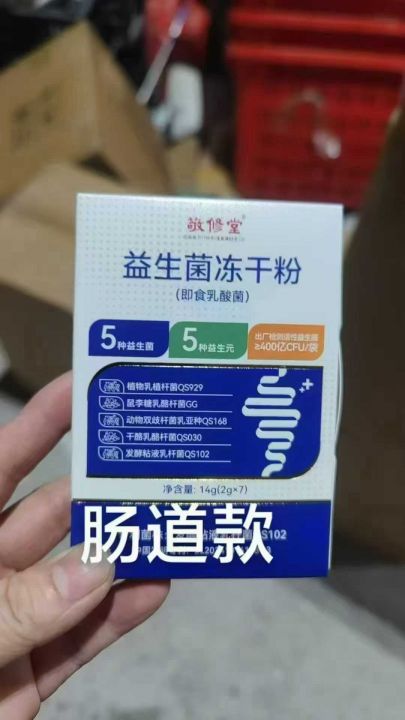 敬修堂
益生菌冻干粉
(即食乳酸菌)
5种益生菌
5种益生元
出厂检测活性益生菌
≥400亿CFU/袋
植物乳植杆菌QS929
鼠李糖乳酪杆菌GG
动物双歧杆菌乳亚种QS168
干酪乳酪杆菌QS030
发酵粘液乳杆菌QS102
净含量: 14g(2g×7)
肠道款
QS102